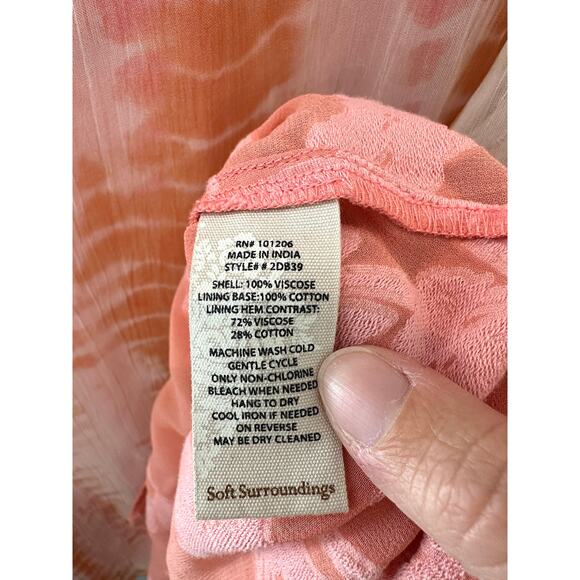 RN# 101206
MADE IN INDIA
STYLE# # 2DB39
SHELL: 100% VISCOSE
LINING BASE:100% COTTON
LINING HEM CONTRAST:
72% VISCOSE
28% COTTON
MACHINE WASH COLD
GENTLE CYCLE
ONLY NON-CHLORINE
BLEACH WHEN NEEDED
HANG TO DRY
COOL IRON IF NEEDED
ON REVERSE
MAY BE DRY CLEANED
Soft Surroundings